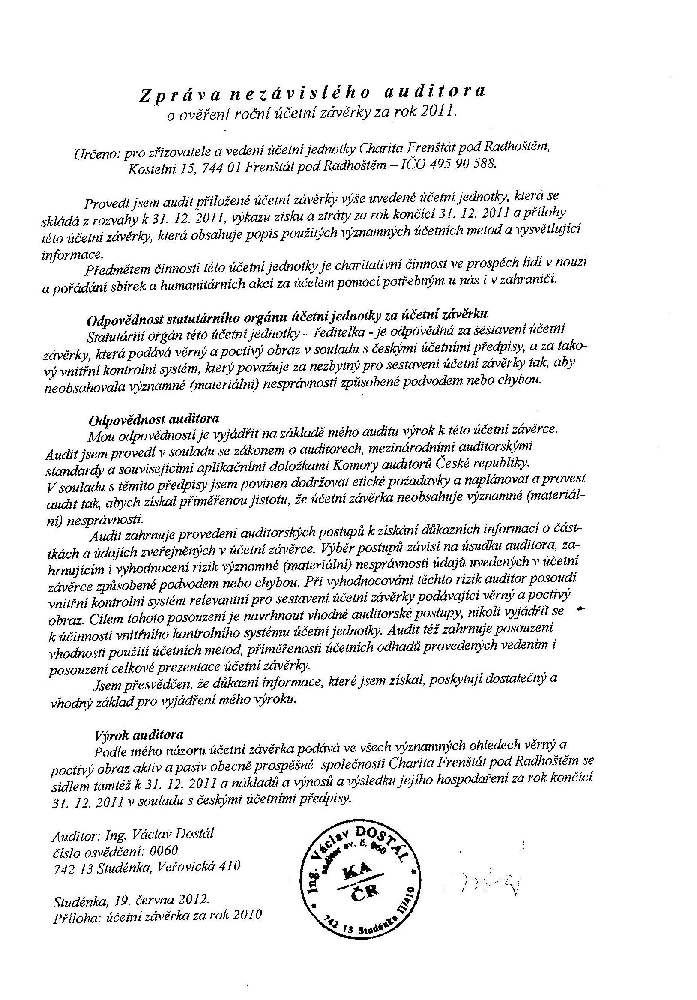 Zpráva nezávislého auditora
o ověření roční účetní závěrky za rok 2011.
Určeno: pro zřizovatele a vedení účetní jednotky Charita Frenštát pod Radhoštěm,
Kostelní 15, 744 01 Frenštát pod Radhoštěm – IČO 495 90 588.
Provedl jsem audit přiložené účetní závěrky výše uvedené účetní jednotky, která se
skládá z rozvahy k 31. 12. 2011, výkazu zisku a ztráty za rok končící 31. 12. 2011 a přílohy
této účetní závěrky, která obsahuje popis použitých významných účetních metod a vysvětlující
informace.
Předmětem činnosti této účetní jednotky je charitativní činnost ve prospěch lidí v nouzi
a pořádání sbírek a humanitárních akcí za účelem pomoci potřebným u nás i v zahraničí.
Odpovědnost statutárního orgánu účetní jednotky za účetní závěrku
Statutární orgán této účetní jednotky – ředitelka - je odpovědná za sestavení účetní
závěrky, která podává věrný a poctivý obraz v souladu s českými účetními předpisy, a za tako-
vý vnitřní kontrolní systém, který považuje za nezbytný pro sestavení účetní závěrky tak, aby
neobsahovala významné (materiální) nesprávnosti způsobené podvodem nebo chybou.
Odpovědnost auditora
Mou odpovědností je vyjádřit na základě mého auditu výrok k této účetní závěrce.
Audit jsem provedl v souladu se zákonem o auditorech, mezinárodními auditorskými
standardy a souvisejícími aplikačními doložkami Komory auditorů České republiky.
V souladu s těmito předpisy jsem povinen dodržovat etické požadavky a naplánovat a provést
audit tak, abych získal přiměřenou jistotu, že účetní závěrka neobsahuje významné (materiál-
ní) nesprávnosti.
Audit zahrnuje provedení auditorských postupů k získání důkazních informací o část-
tkách a údajích zveřejněných v účetní závěrce. Výběr postupů závisí na úsudku auditora, za-
hrnujícím i vyhodnocení rizik významné (materiální) nesprávnosti údajů uvedených v účetní
závěrce způsobené podvodem nebo chybou. Při vyhodnocování těchto rizik auditor posoudí
vnitřní kontrolní systém relevantní pro sestavení účetní závěrky podávající věrný a poctivý
obraz. Cílem tohoto posouzení je navrhnout vhodné auditorské postupy, nikoli vyjádřit se
k účinnosti vnitřního kontrolního systému účetní jednotky. Audit též zahrnuje posouzení
vhodnosti použití účetních metod, přiměřenosti účetních odhadů provedených vedením i
posouzení celkové prezentace účetní závěrky.
Jsem přesvědčen, že důkazní informace, které jsem získal, poskytují dostatečný a
vhodný základ pro vyjádření mého výroku.
Výrok auditora
Podle mého názoru účetní závěrka podává ve všech významných ohledech věrný a
poctivý obraz aktiv a pasiv obecně prospěšné společnosti Charita Frenštát pod Radhoštěm se
sídlem tamtéž k 31. 12. 2011 a nákladů a výnosů a výsledku jejího hospodaření za rok končící
31. 12. 2011 v souladu s českými účetními předpisy.
Auditor: Ing. Václav Dostál
číslo osvědčení: 0060
742 13 Studénka, Veřovická 410
Studénka, 19. června 2012.
Příloha: účetní závěrka za rok 2010
Ing. Václav DOSTÁL
auditor ev. č. 060
KA
ČR
742 13 Studénka II/410